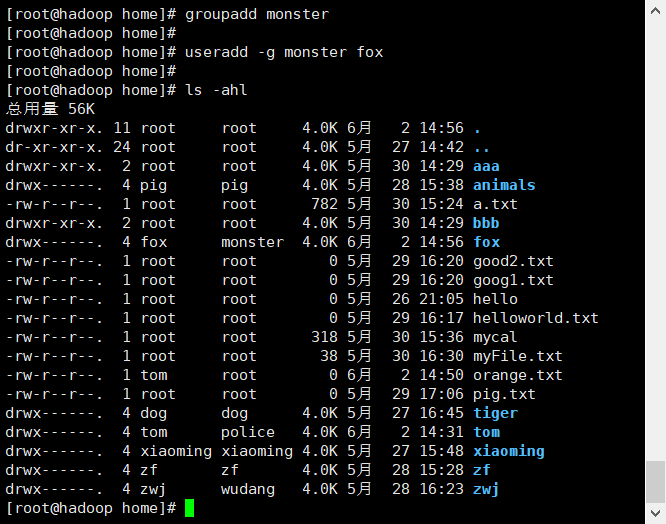 [root@hadoop home]# groupadd monster
[root@hadoop home]#
[root@hadoop home]# useradd -g monster fox
[root@hadoop home]#
[root@hadoop home]# ls -ahl
总用量 56K
drwxr-xr-x. 11 root     root     4.0K 6月   2 14:56 .
dr-xr-xr-x. 24 root     root     4.0K 5月  27 14:42 ..
drwxr-xr-x.  2 root     root     4.0K 5月  30 14:29 aaa
drwx------.  4 pig      pig      4.0K 5月  28 15:38 animals
-rw-r--r--.  1 root     root      782 5月  30 15:24 a.txt
drwxr-xr-x.  2 root     root     4.0K 5月  30 14:29 bbb
drwx------.  4 fox      monster  4.0K 6月   2 14:56 fox
-rw-r--r--.  1 root     root        0 5月  29 16:20 good2.txt
-rw-r--r--.  1 root     root        0 5月  29 16:20 goog1.txt
-rw-r--r--.  1 root     root        0 5月  26 21:05 hello
-rw-r--r--.  1 root     root        0 5月  29 16:17 helloworld.txt
-rw-r--r--.  1 root     root      318 5月  30 15:36 mycal
-rw-r--r--.  1 root     root       38 5月  30 16:30 myFile.txt
-rw-r--r--.  1 tom      root        0 6月   2 14:50 orange.txt
-rw-r--r--.  1 root     root        0 5月  29 17:06 pig.txt
drwx------.  4 dog      dog      4.0K 5月  27 16:45 tiger
drwx------.  4 tom      police   4.0K 6月   2 14:31 tom
drwx------.  4 xiaoming xiaoming 4.0K 5月  27 15:48 xiaoming
drwx------.  4 zf       zf       4.0K 5月  28 15:28 zf
drwx------.  4 zwj      wudang   4.0K 5月  28 16:23 zwj
[root@hadoop home]#